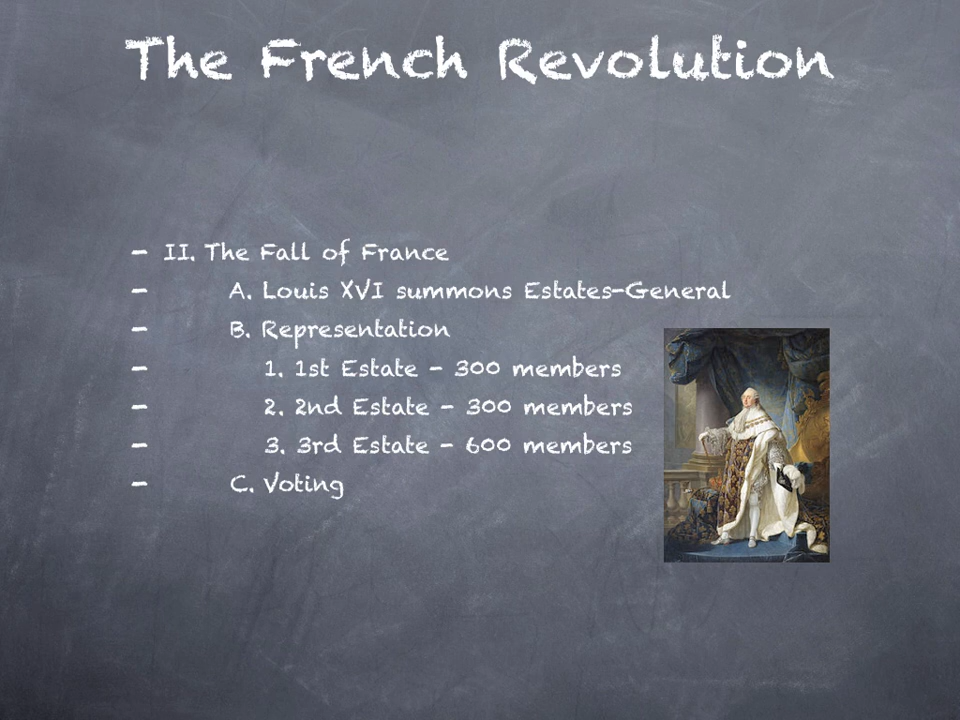 The French Revolution
- II. The Fall of France
- A. Louis XVI summons Estates-General
- B. Representation
- 1. 1st Estate - 300 members
- 2. 2nd Estate - 300 members
- 3. 3rd Estate - 600 members
- C. Voting